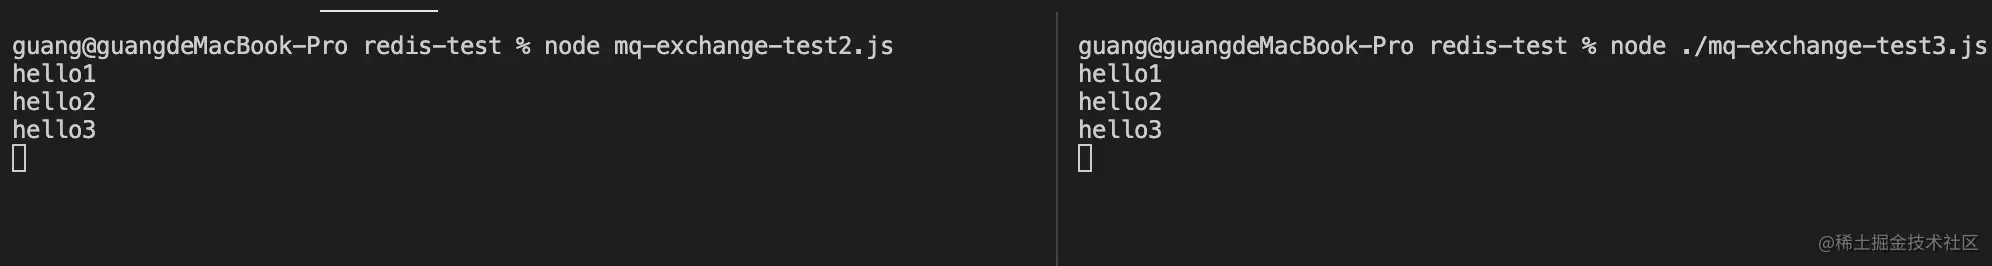 guang@guangdeMacBook-Pro redis-test % node mq-exchange-test2.js
hello1
hello2
hello3
guang@guangdeMacBook-Pro redis-test % node ./mq-exchange-test3.js
hello1
hello2
hello3
@稀土掘金技术社区